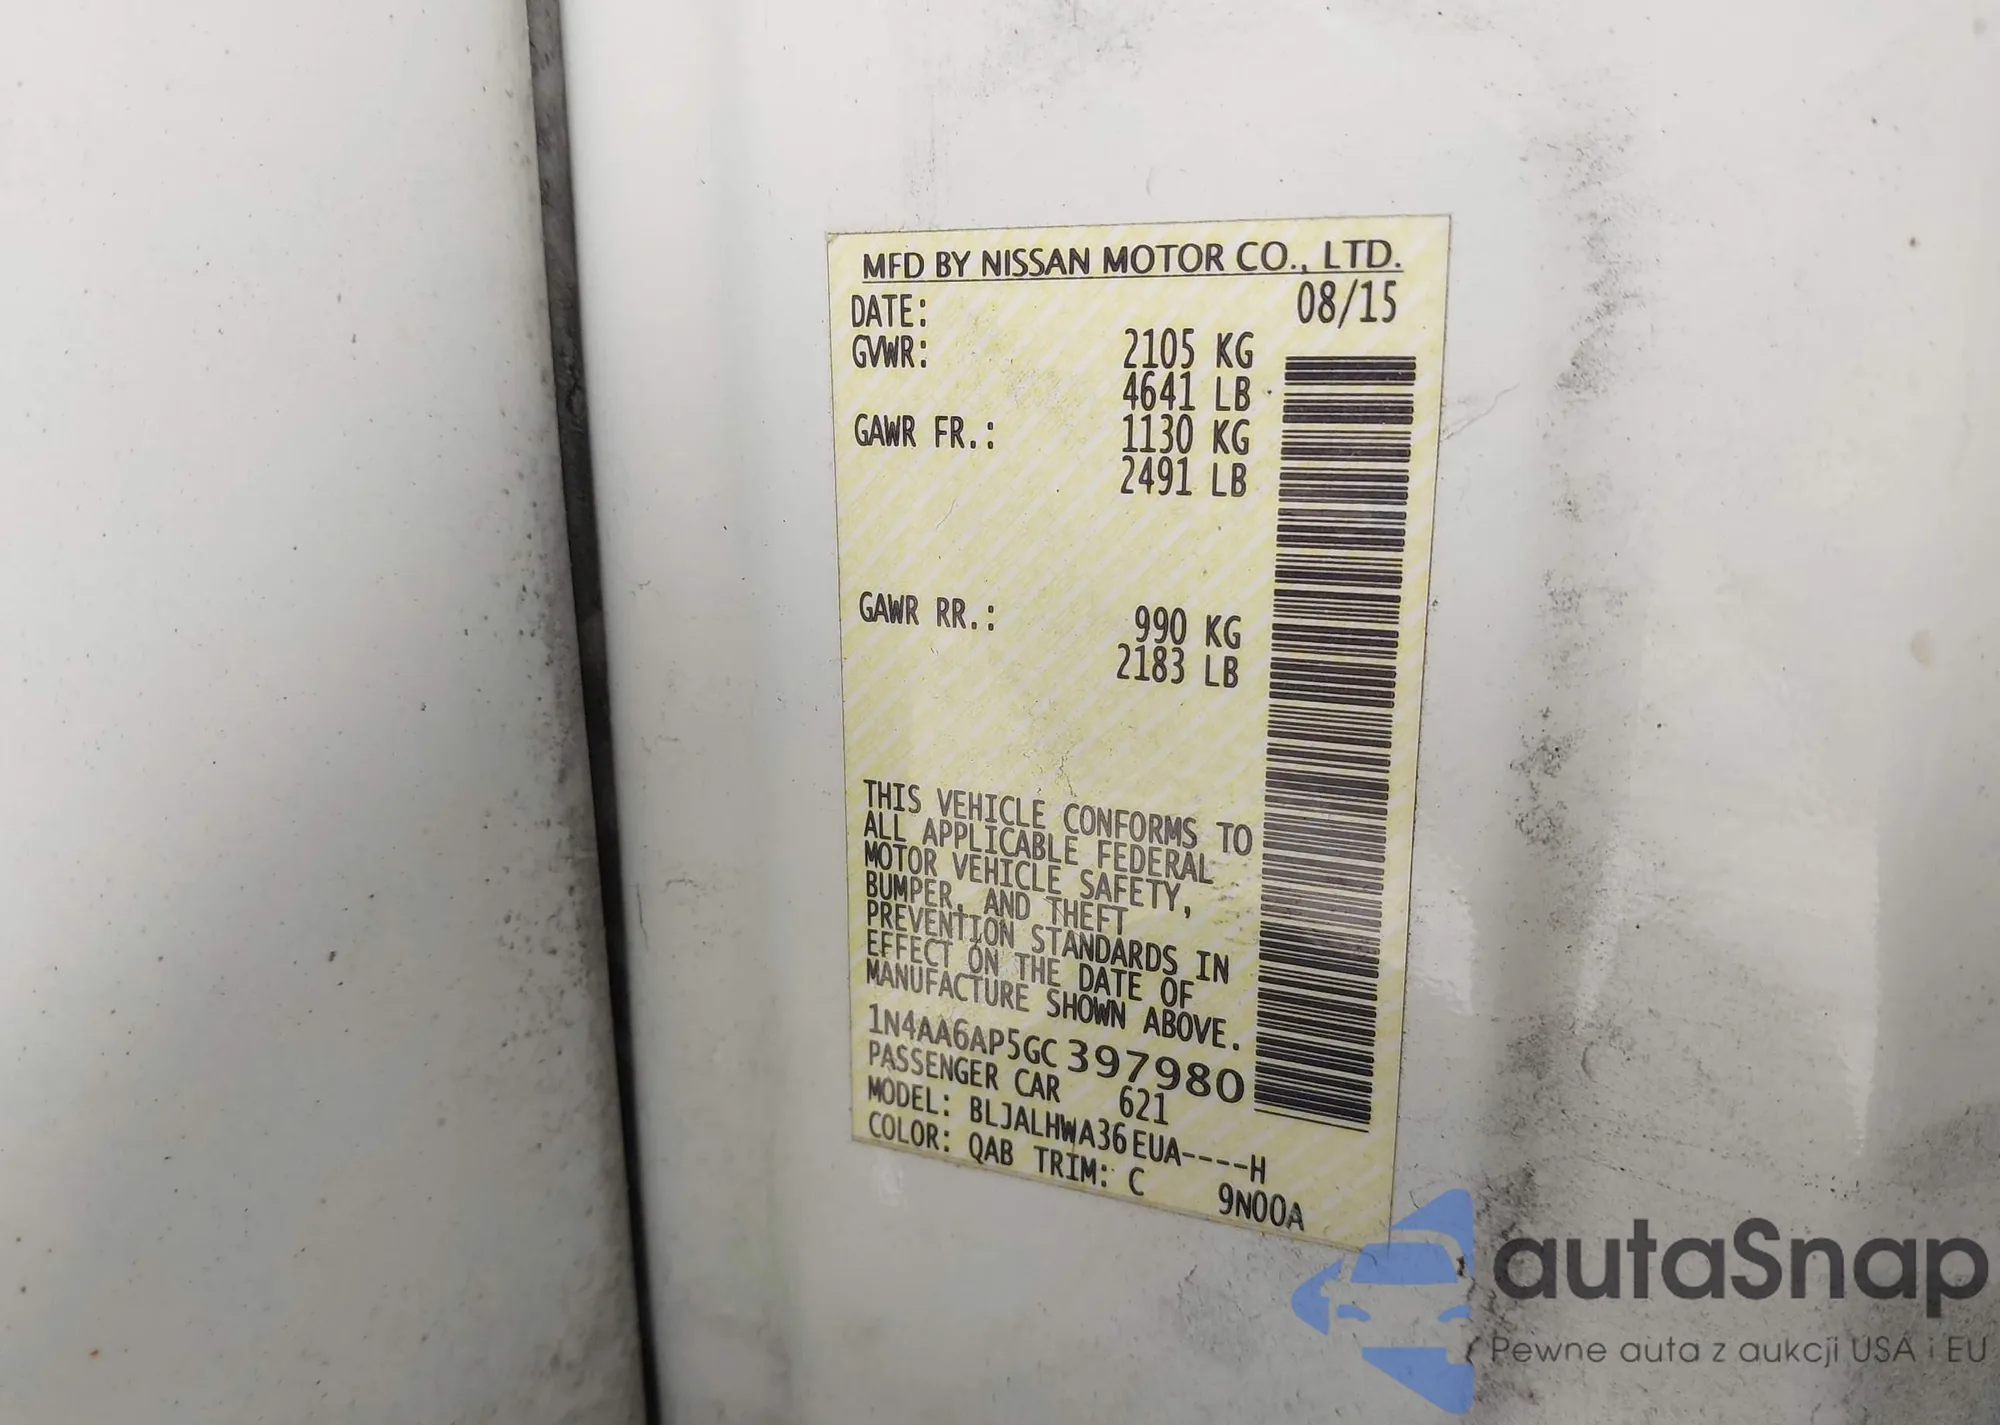 MFD BY NISSAN MOTOR CO., LTD.
DATE: 08/15
GVWR: 2105 KG
4641 LB
GAWR FR.: 1130 KG
2491 LB
GAWR RR.: 990 KG
2183 LB
THIS VEHICLE CONFORMS TO
ALL APPLICABLE FEDERAL
MOTOR VEHICLE SAFETY,
BUMPER, AND THEFT
PREVENTION STANDARDS IN
EFFECT ON THE DATE OF
MANUFACTURE SHOWN ABOVE.
1N4AA6AP5GC397980
PASSENGER CAR 621
MODEL: BLJALHWA36EUA----H
COLOR: QAB TRIM: C 9N00A
autaSnap
Pewne auta z aukcji USA i EU